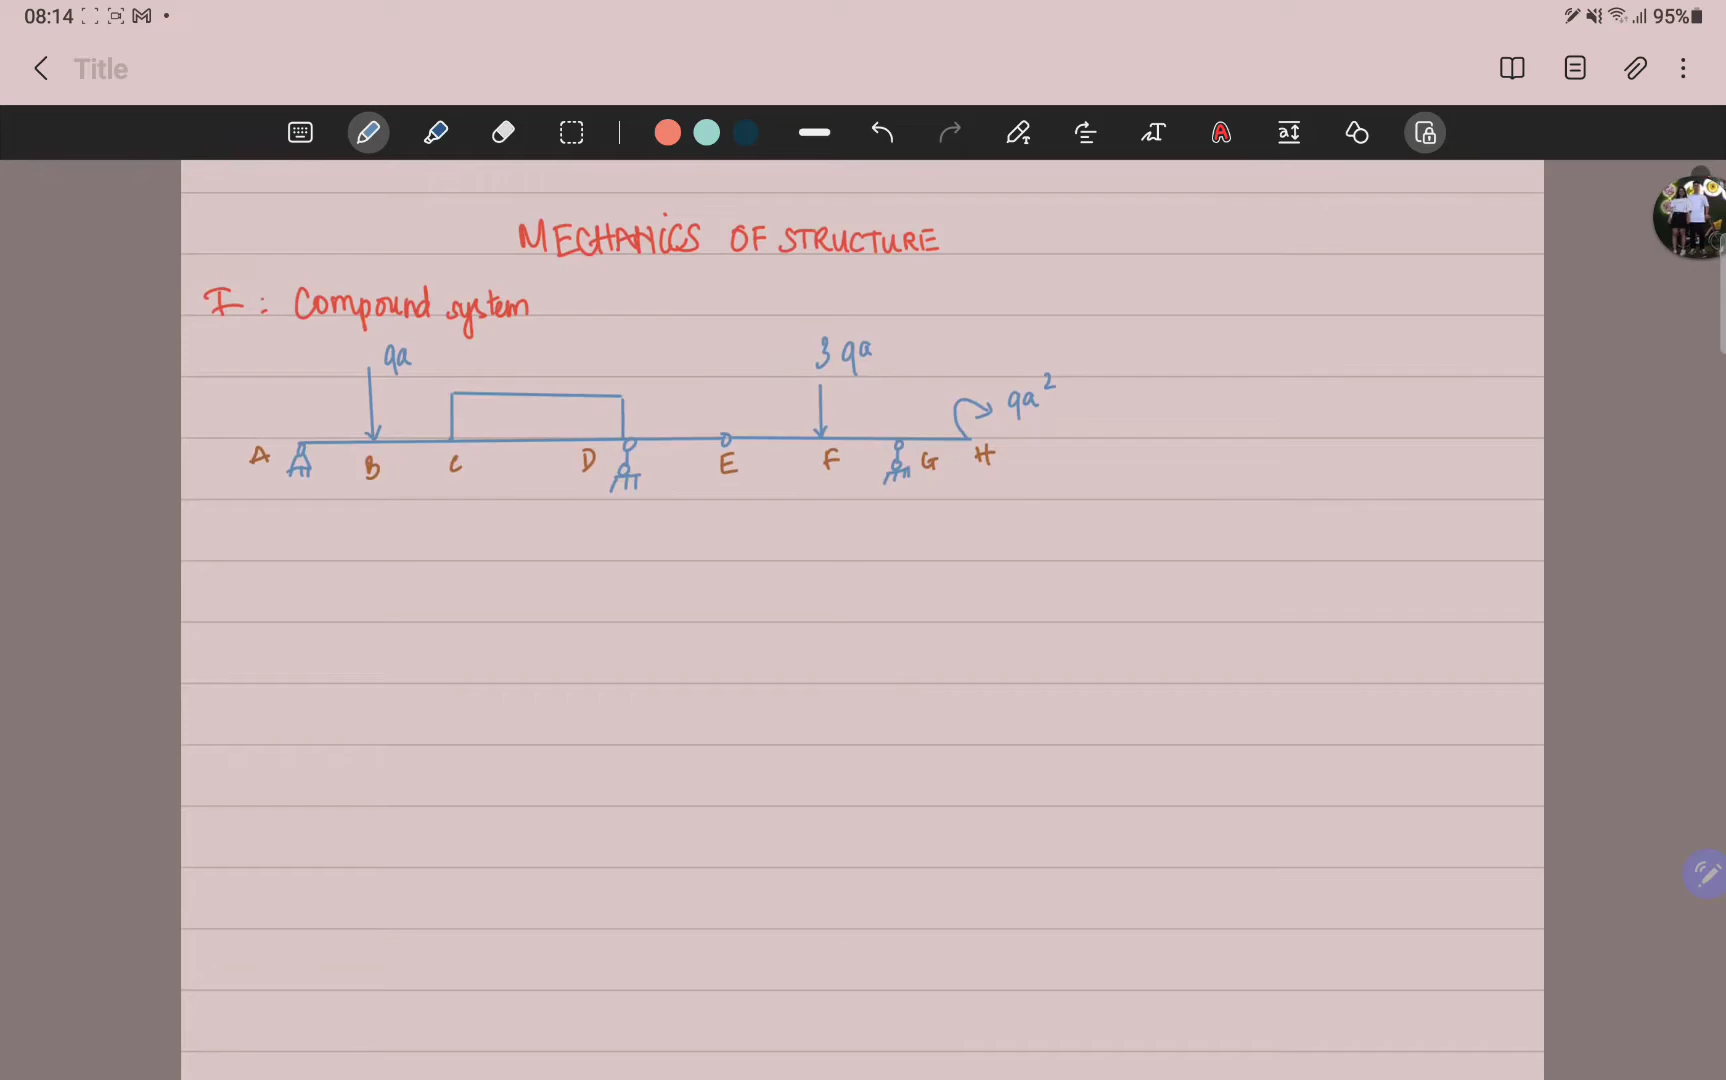 08:14
95%
Title
MECHANICS OF STRUCTURE
I : Compound system
qa
3 qa
qa²
A B C D E F G H